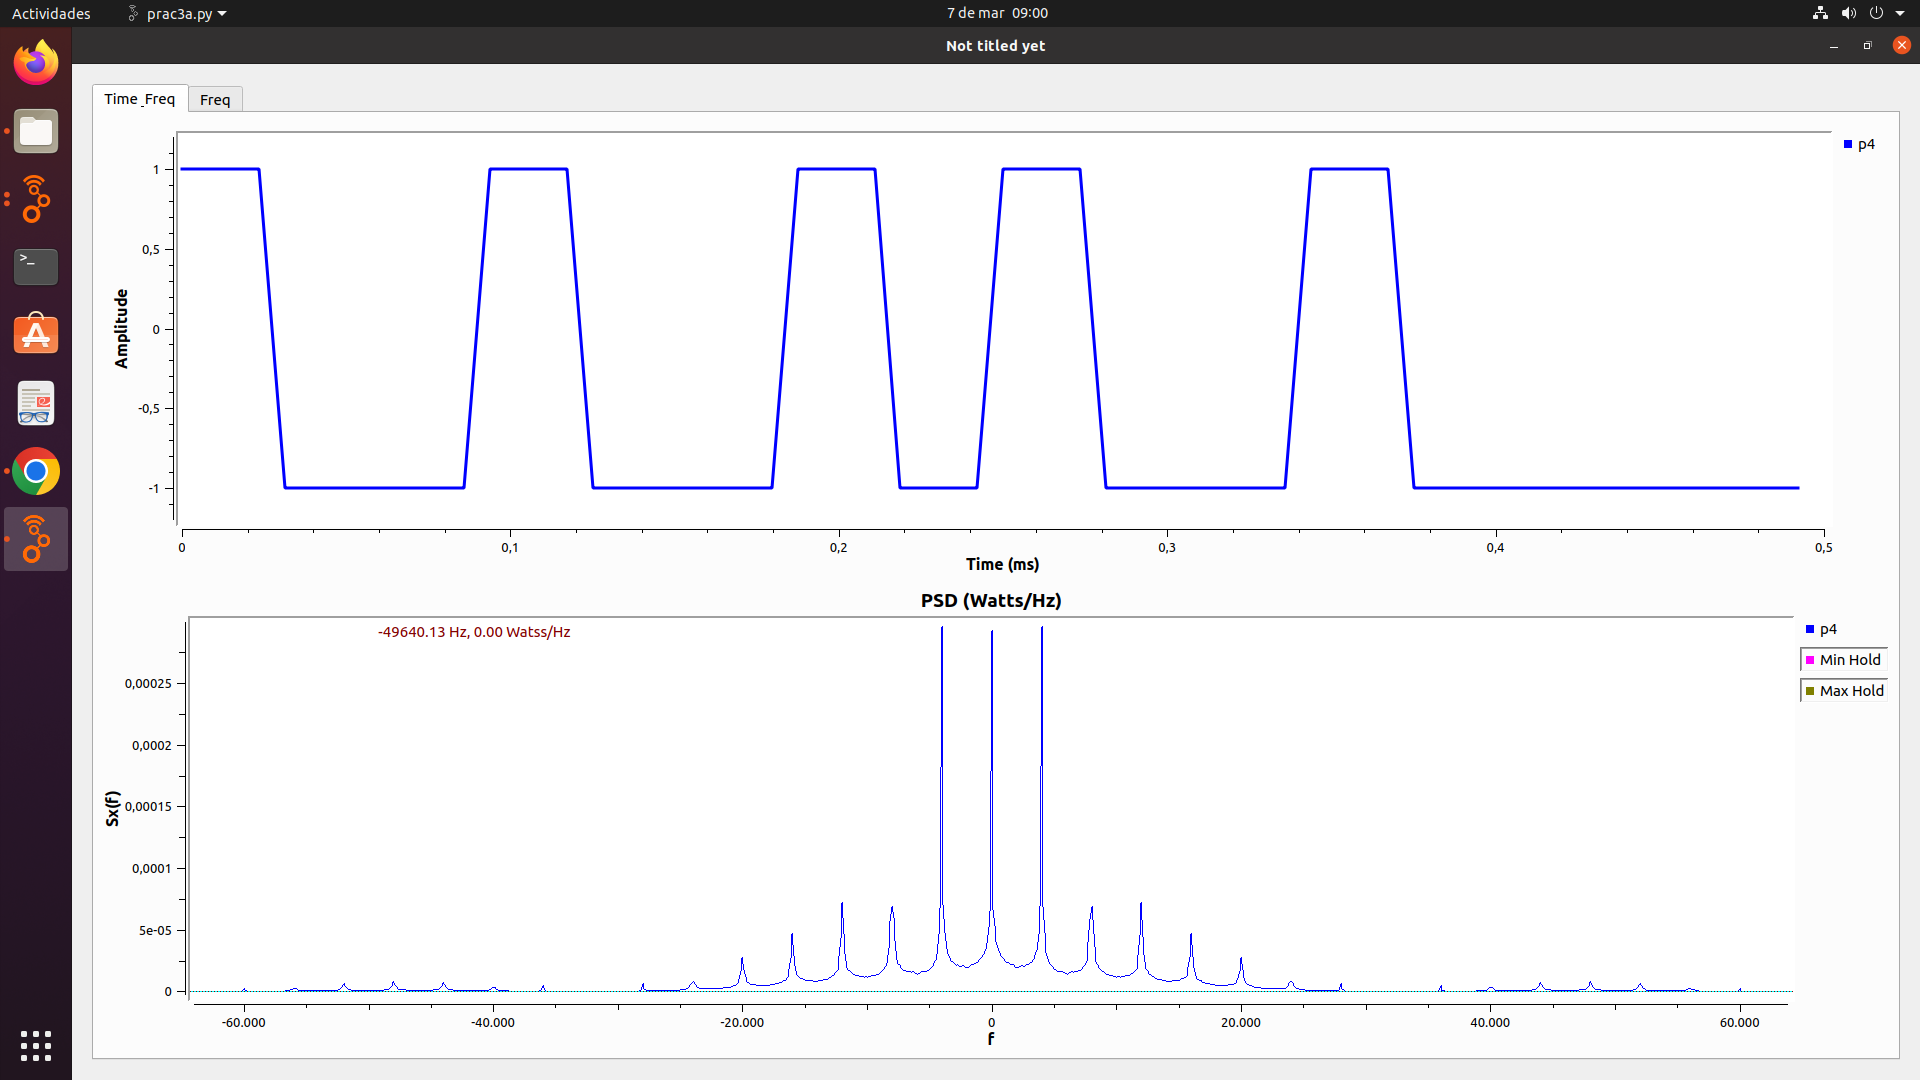 Actividades prac3a.py 7 de mar 09:00
Not titled yet
Time_Freq Freq
p4
1
0,5
0
-0,5
-1
Amplitude
0 0,1 0,2 0,3 0,4 0,5
Time (ms)
PSD (Watts/Hz)
-49640.13 Hz, 0.00 Watss/Hz
p4
Min Hold
Max Hold
0,00025
0,0002
0,00015
0,0001
5e-05
0
Sx(f)
-60.000 -40.000 -20.000 0 20.000 40.000 60.000
f